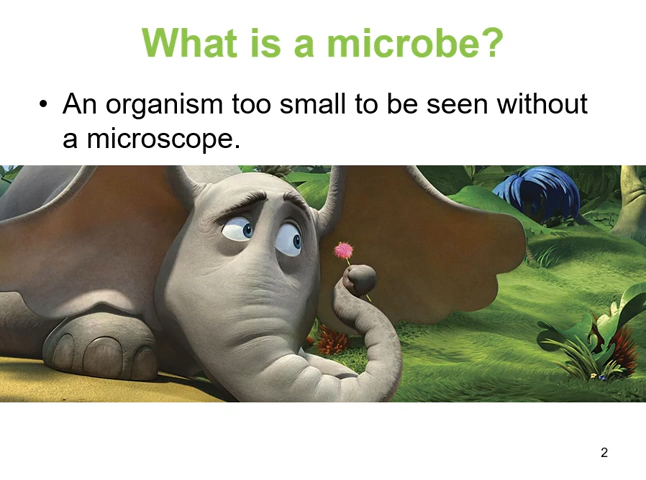 What is a microbe?
• An organism too small to be seen without
a microscope.
2